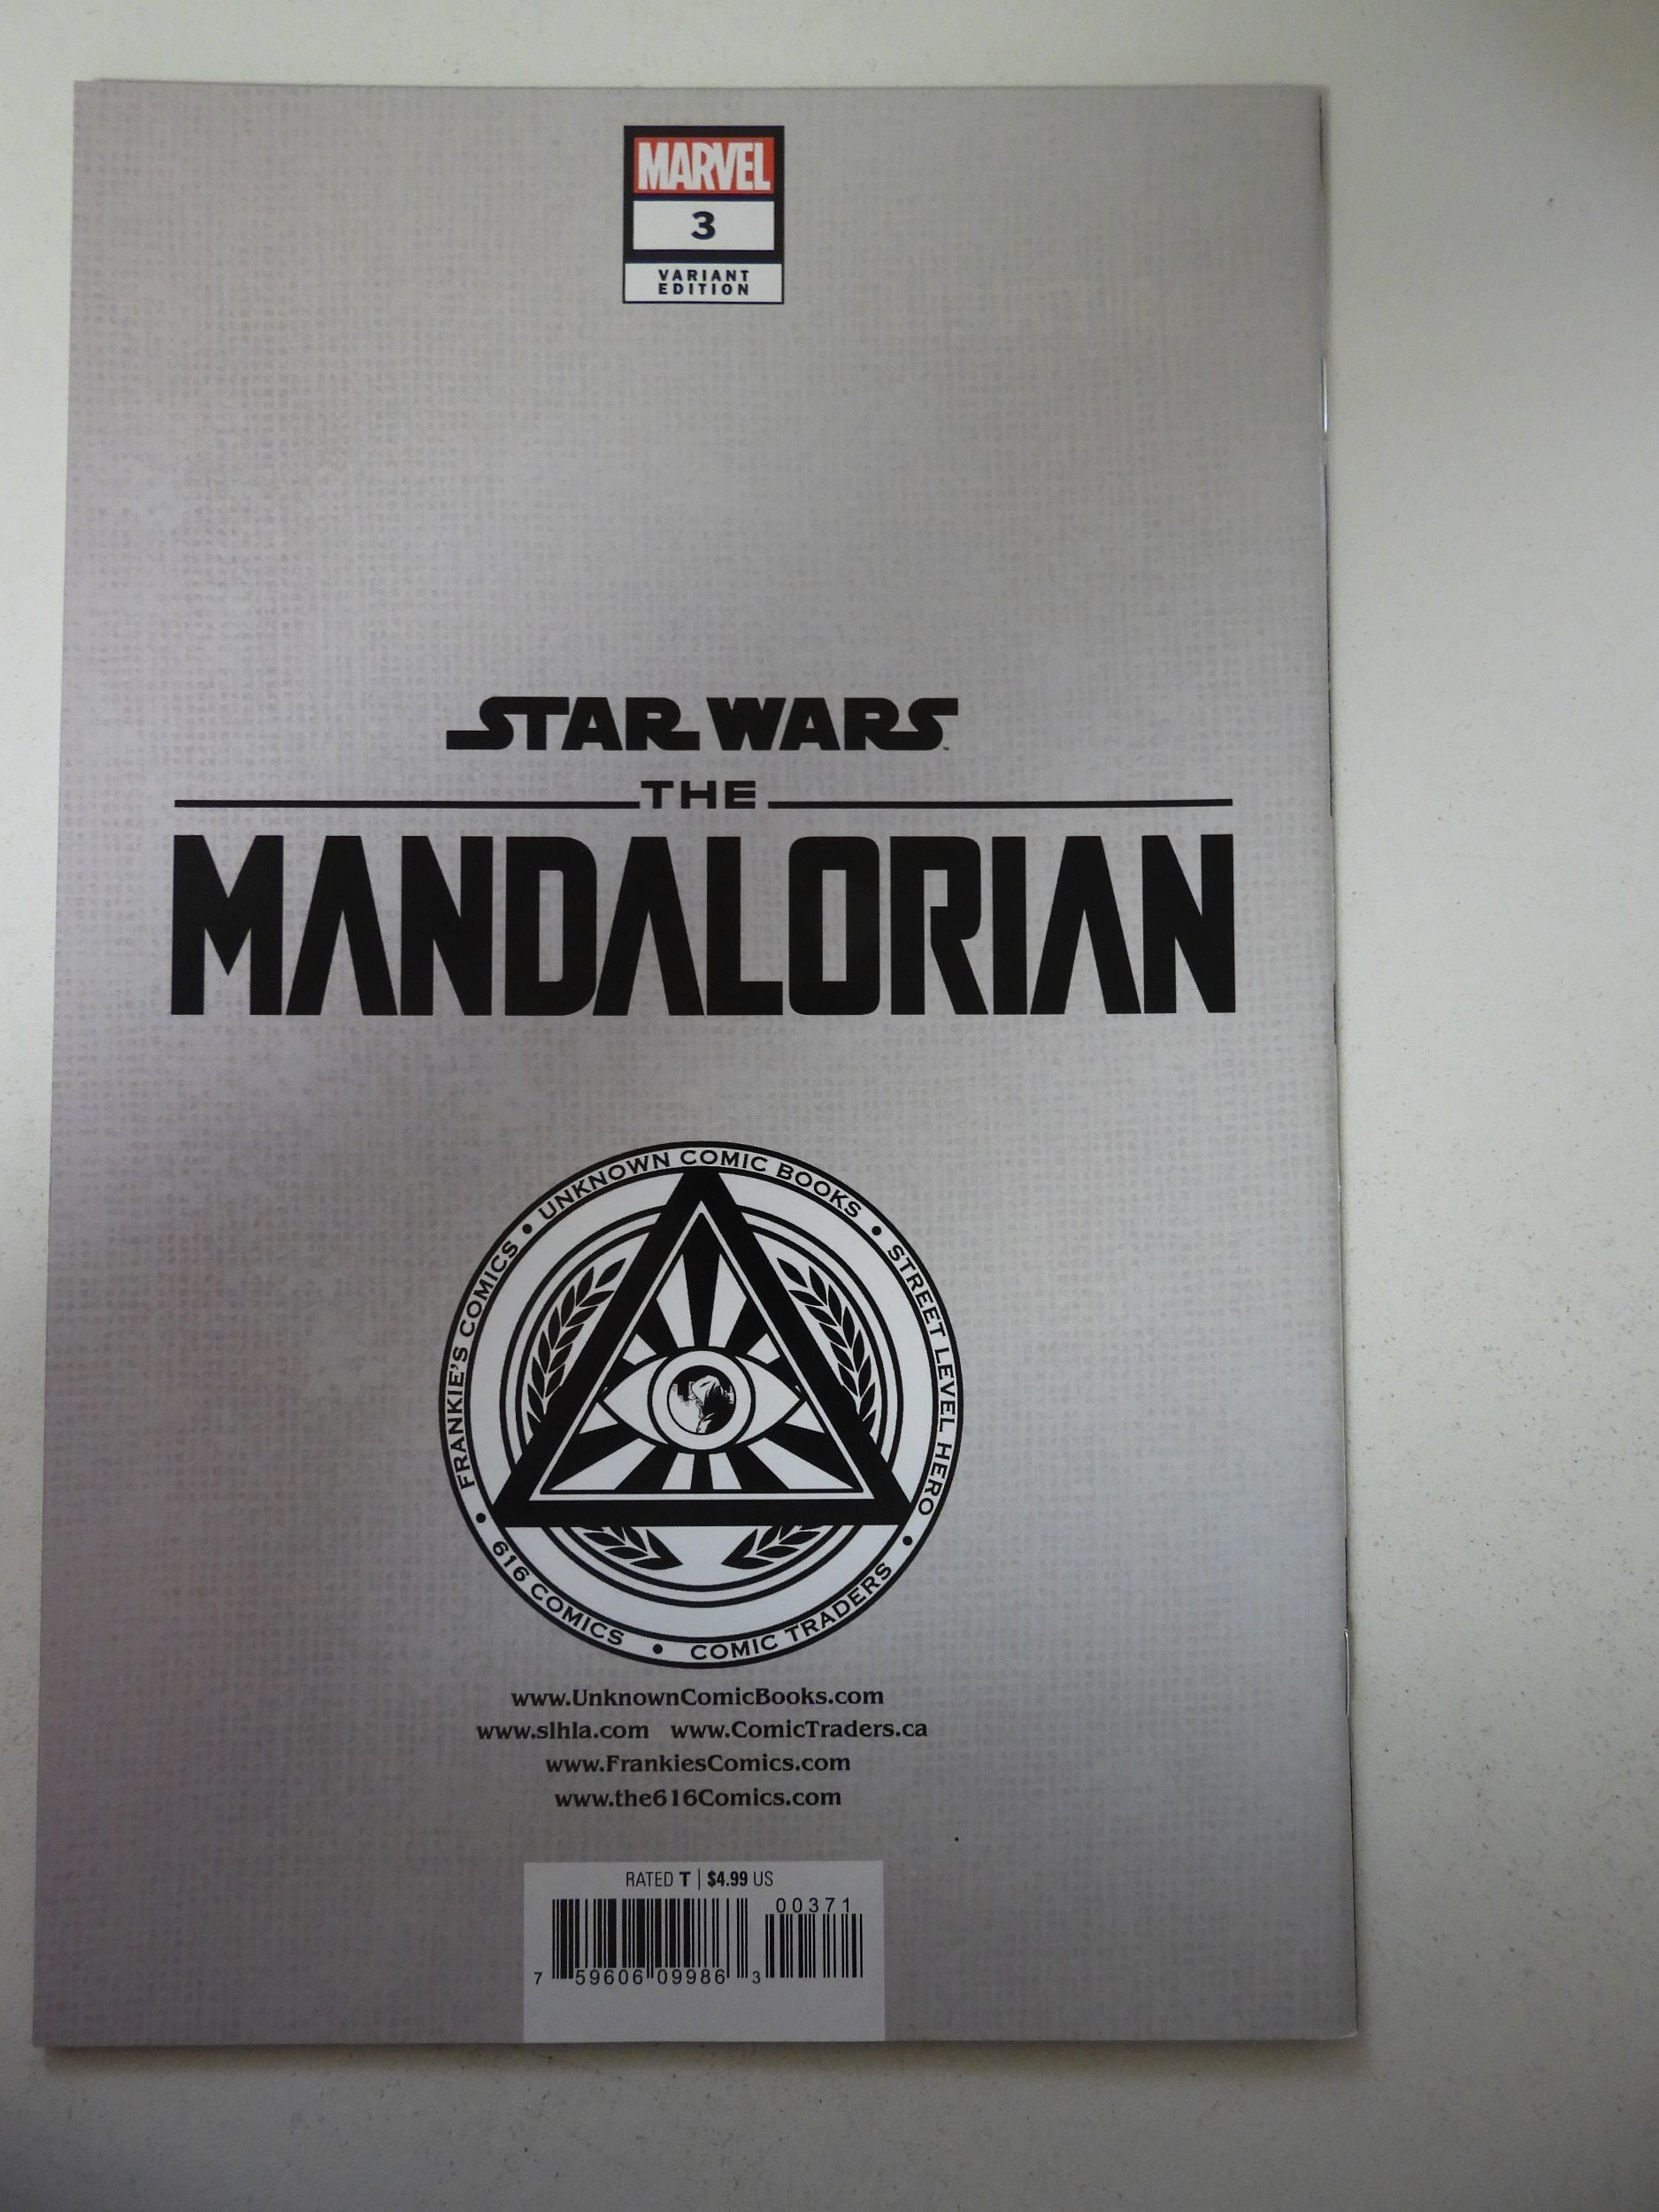 MARVEL
3
VARIANT
EDITION
STAR WARS™
THE
MANDALORIAN
FRANKIE'S COMICS • UNKNOWN COMIC BOOKS • STREET LEVEL HERO • COMIC TRADERS • 616 COMICS •
www.UnknownComicBooks.com
www.slhla.com www.ComicTraders.ca
www.FrankiesComics.com
www.the616Comics.com
RATED T | $4.99 US
00371
7 59606 09986 3